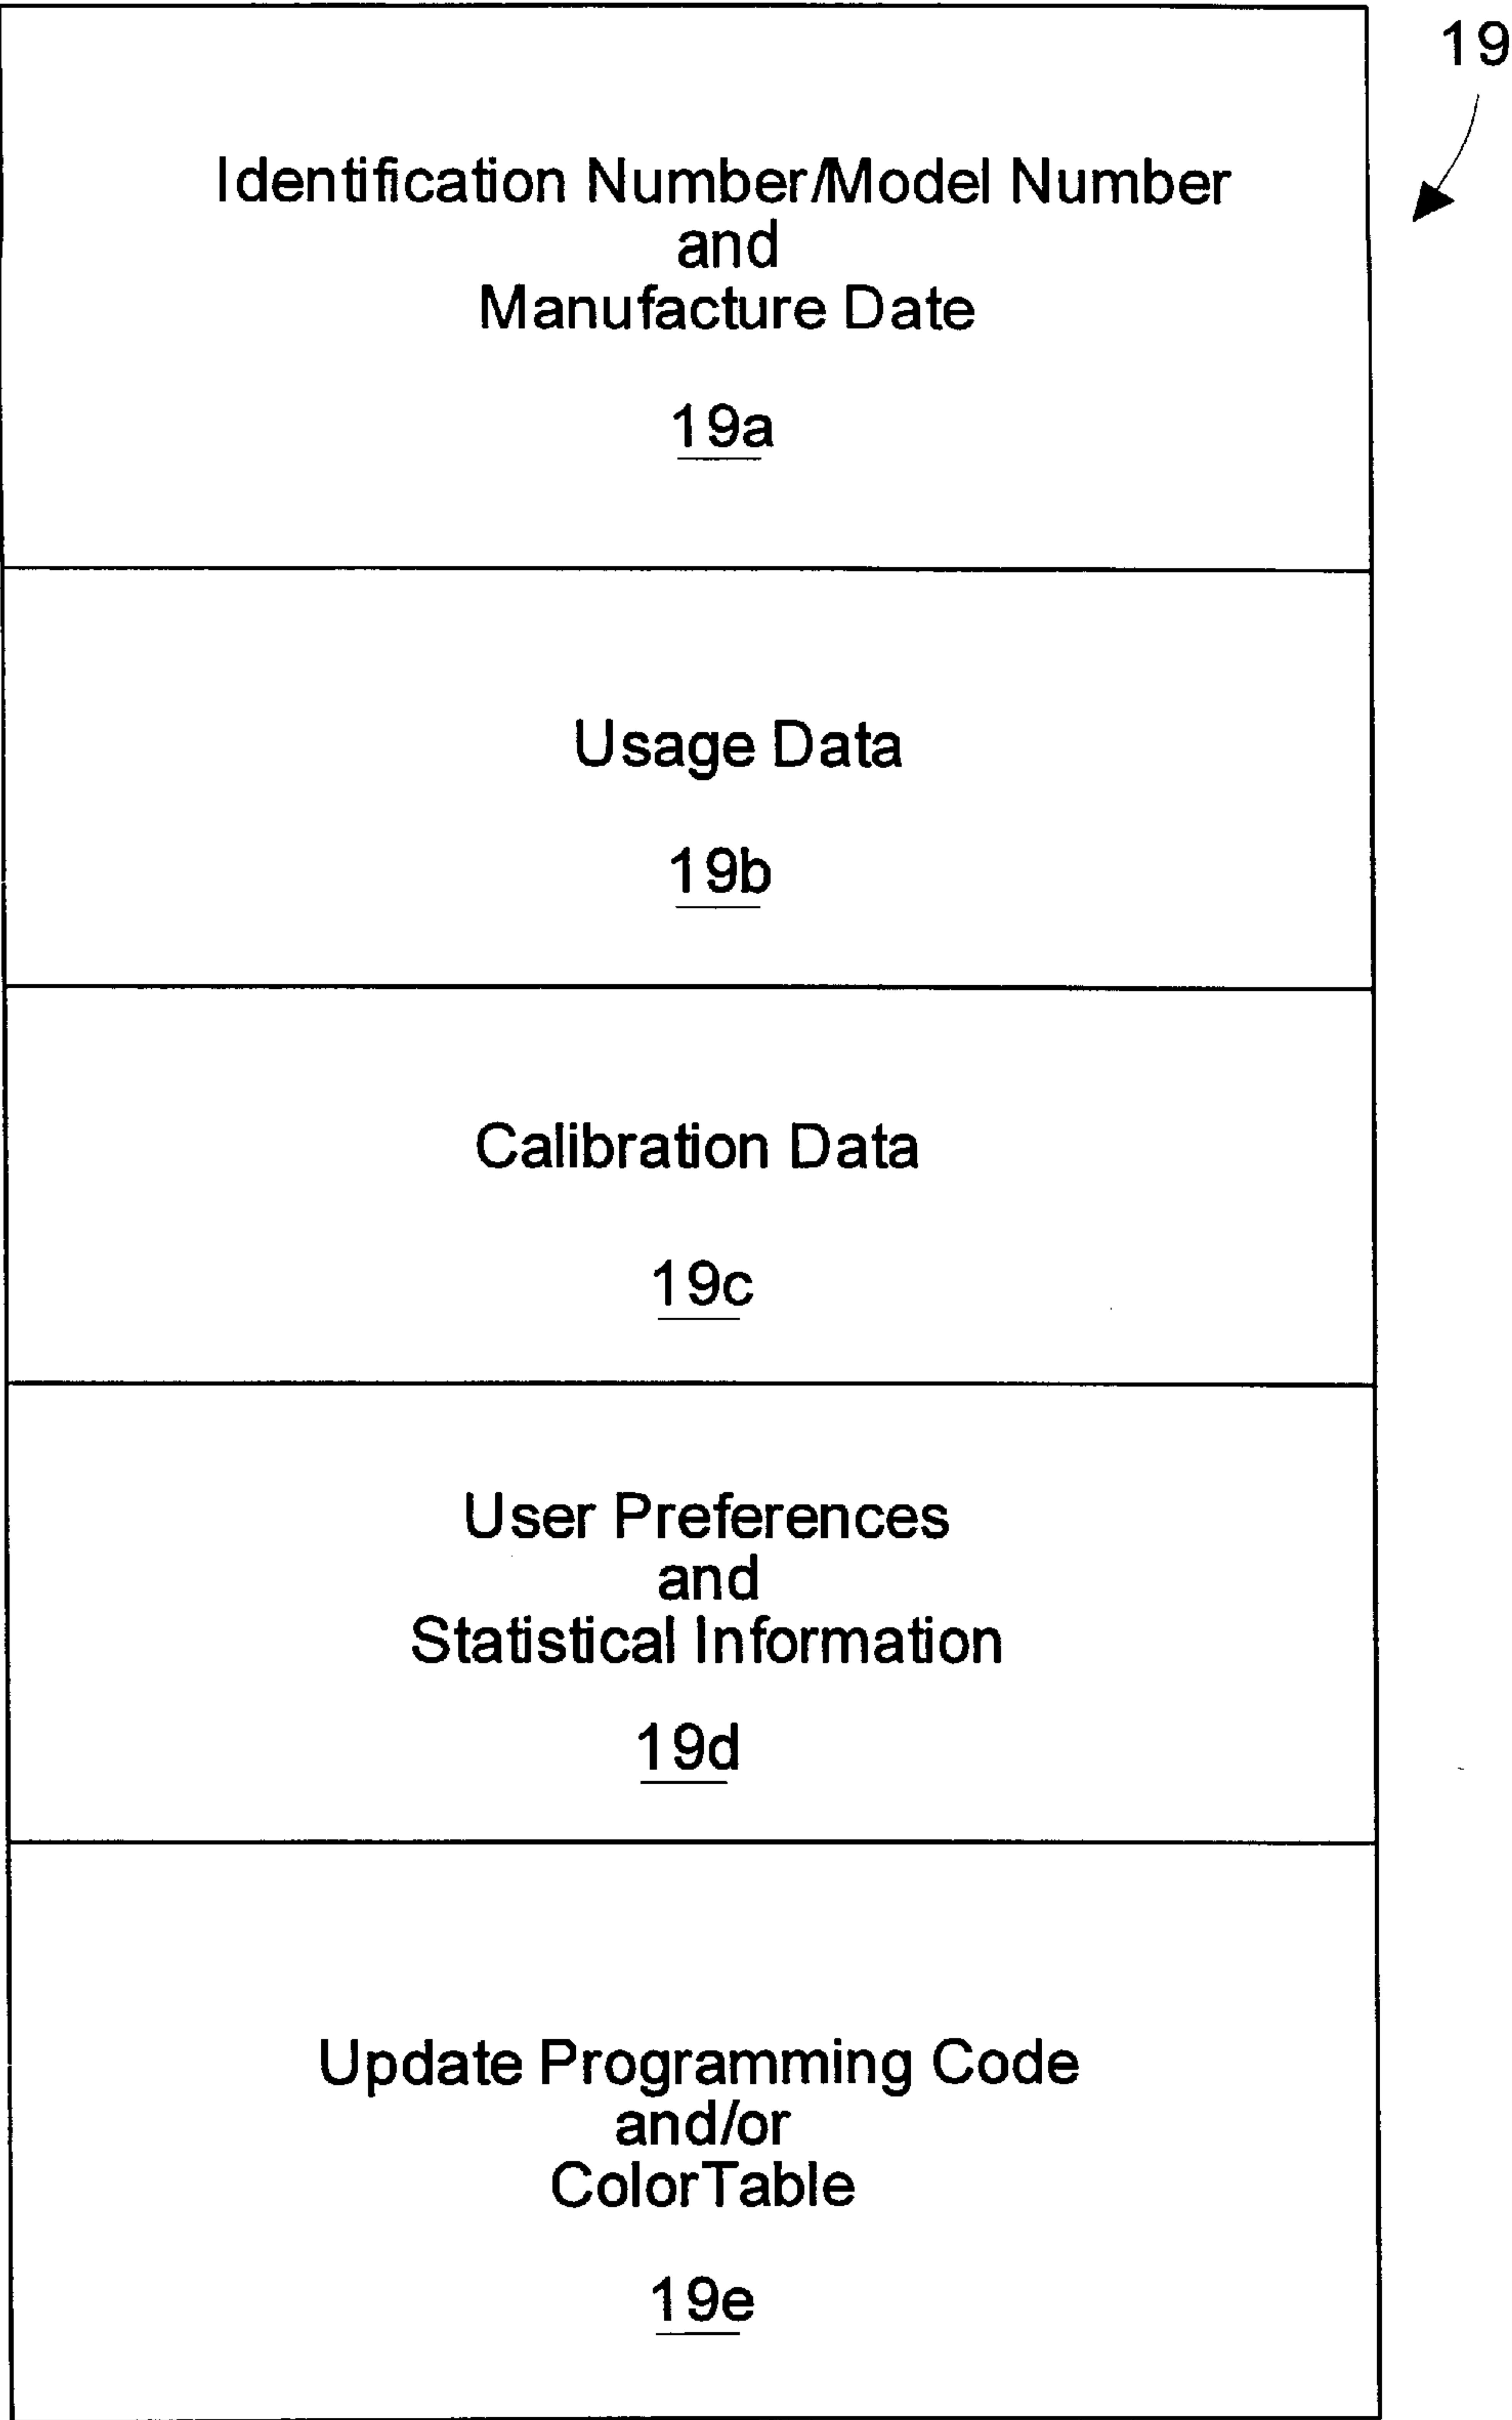 19
Identification Number/Model Number
and
Manufacture Date
19a
Usage Data
19b
Calibration Data
19c
User Preferences
and
Statistical Information
19d
Update Programming Code
and/or
ColorTable
19e